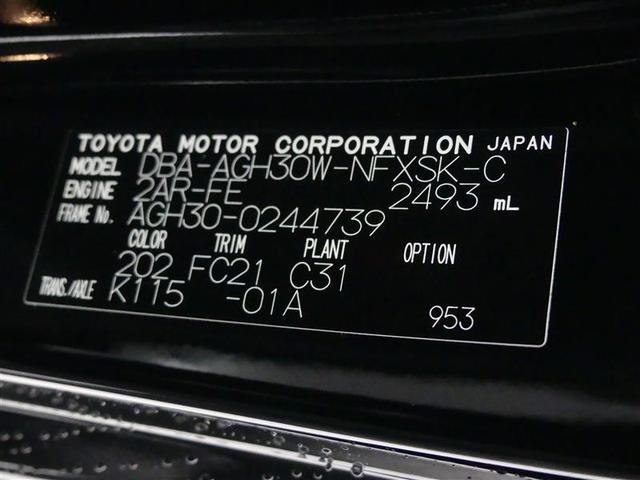 TOYOTA MOTOR CORPORATION JAPAN
MODEL DBA-AGH30W-NFXSK-C
ENGINE 2AR-FE 2493 mL
FRAME No. AGH30-0244739
COLOR TRIM PLANT OPTION
202 FC21 C31
TRANS./AXLE K115 -01A
953